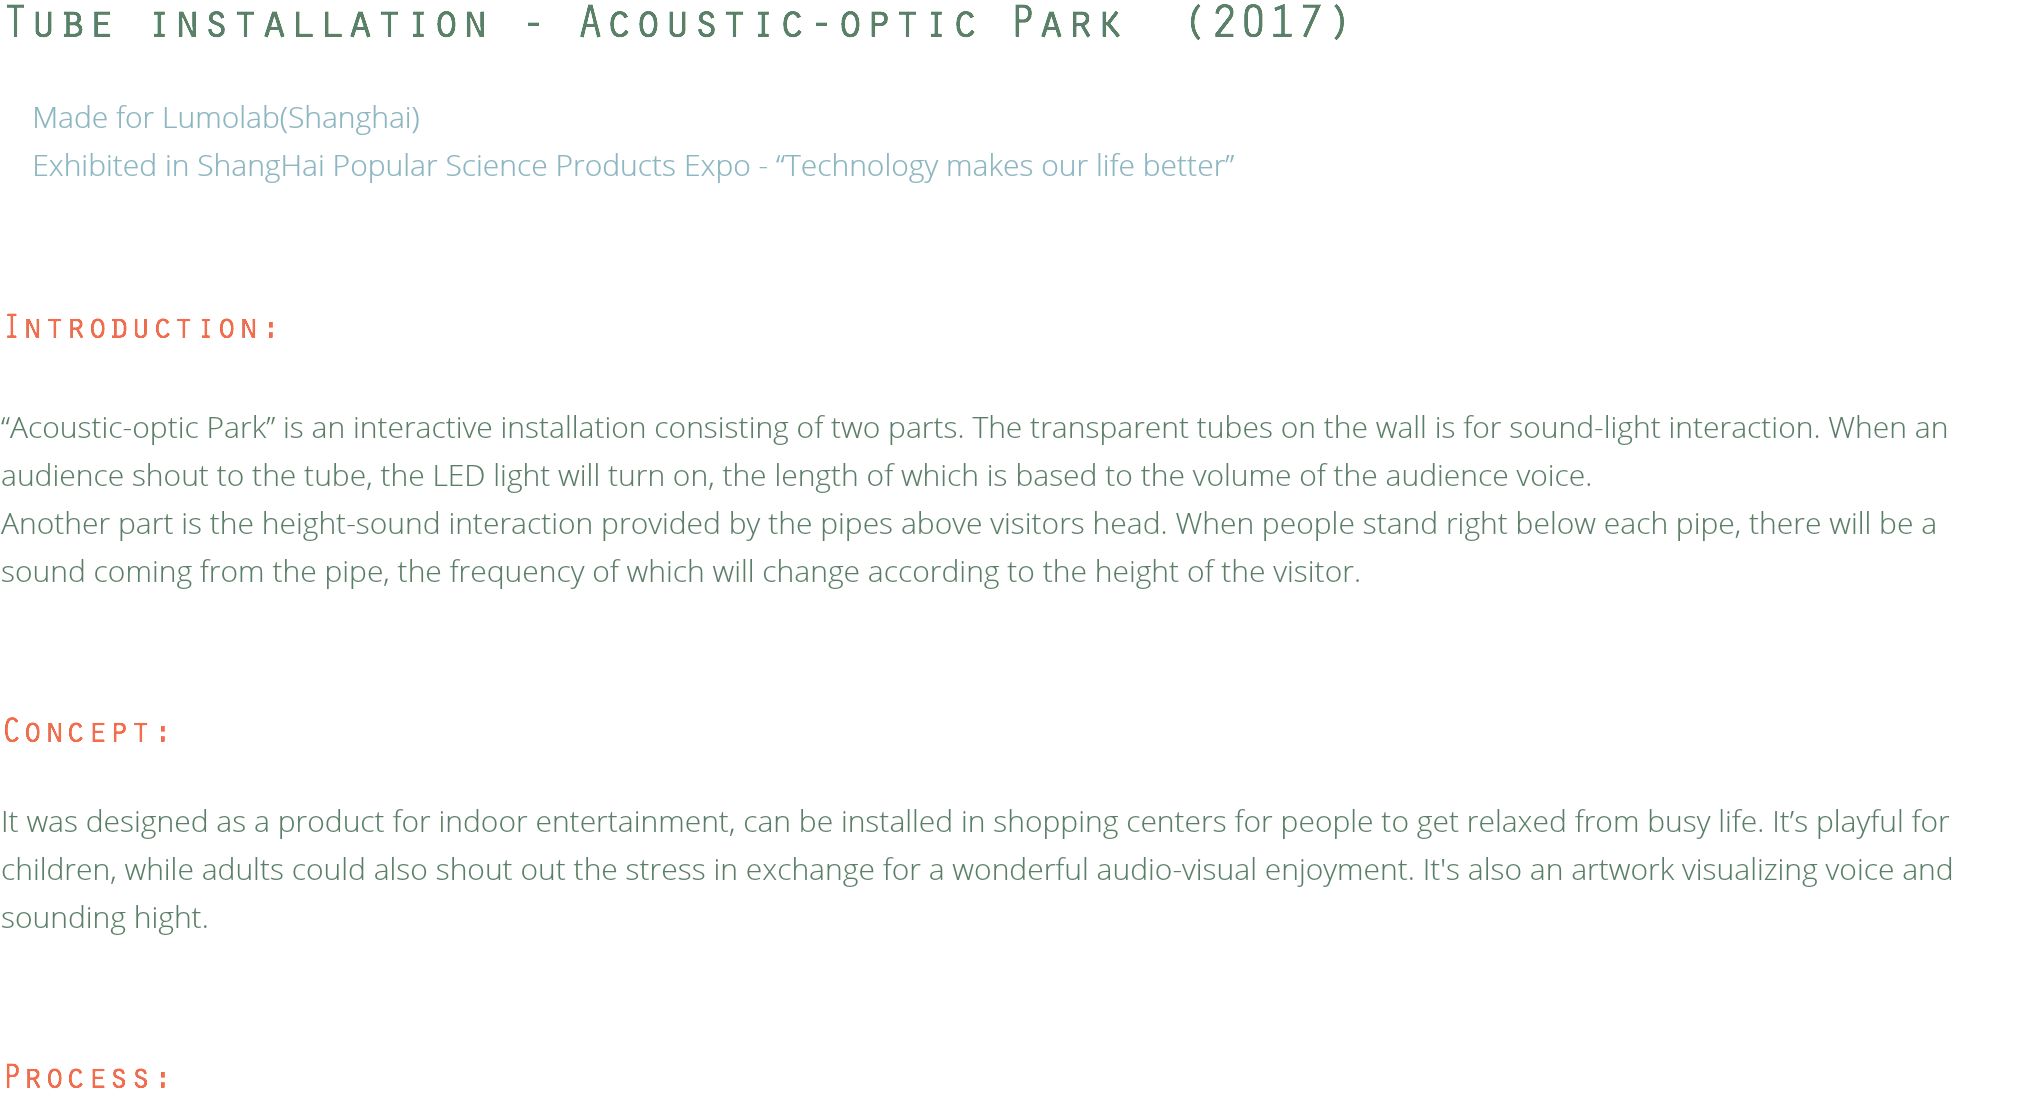 Tube installation - Acoustic-optic Park (2017)
Made for Lumolab(Shanghai)
Exhibited in ShangHai Popular Science Products Expo - “Technology makes our life better”
Introduction:
“Acoustic-optic Park” is an interactive installation consisting of two parts. The transparent tubes on the wall is for sound-light interaction. When an
audience shout to the tube, the LED light will turn on, the length of which is based to the volume of the audience voice.
Another part is the height-sound interaction provided by the pipes above visitors head. When people stand right below each pipe, there will be a
sound coming from the pipe, the frequency of which will change according to the height of the visitor.
Concept:
It was designed as a product for indoor entertainment, can be installed in shopping centers for people to get relaxed from busy life. It’s playful for
children, while adults could also shout out the stress in exchange for a wonderful audio-visual enjoyment. It's also an artwork visualizing voice and
sounding hight.
Process: